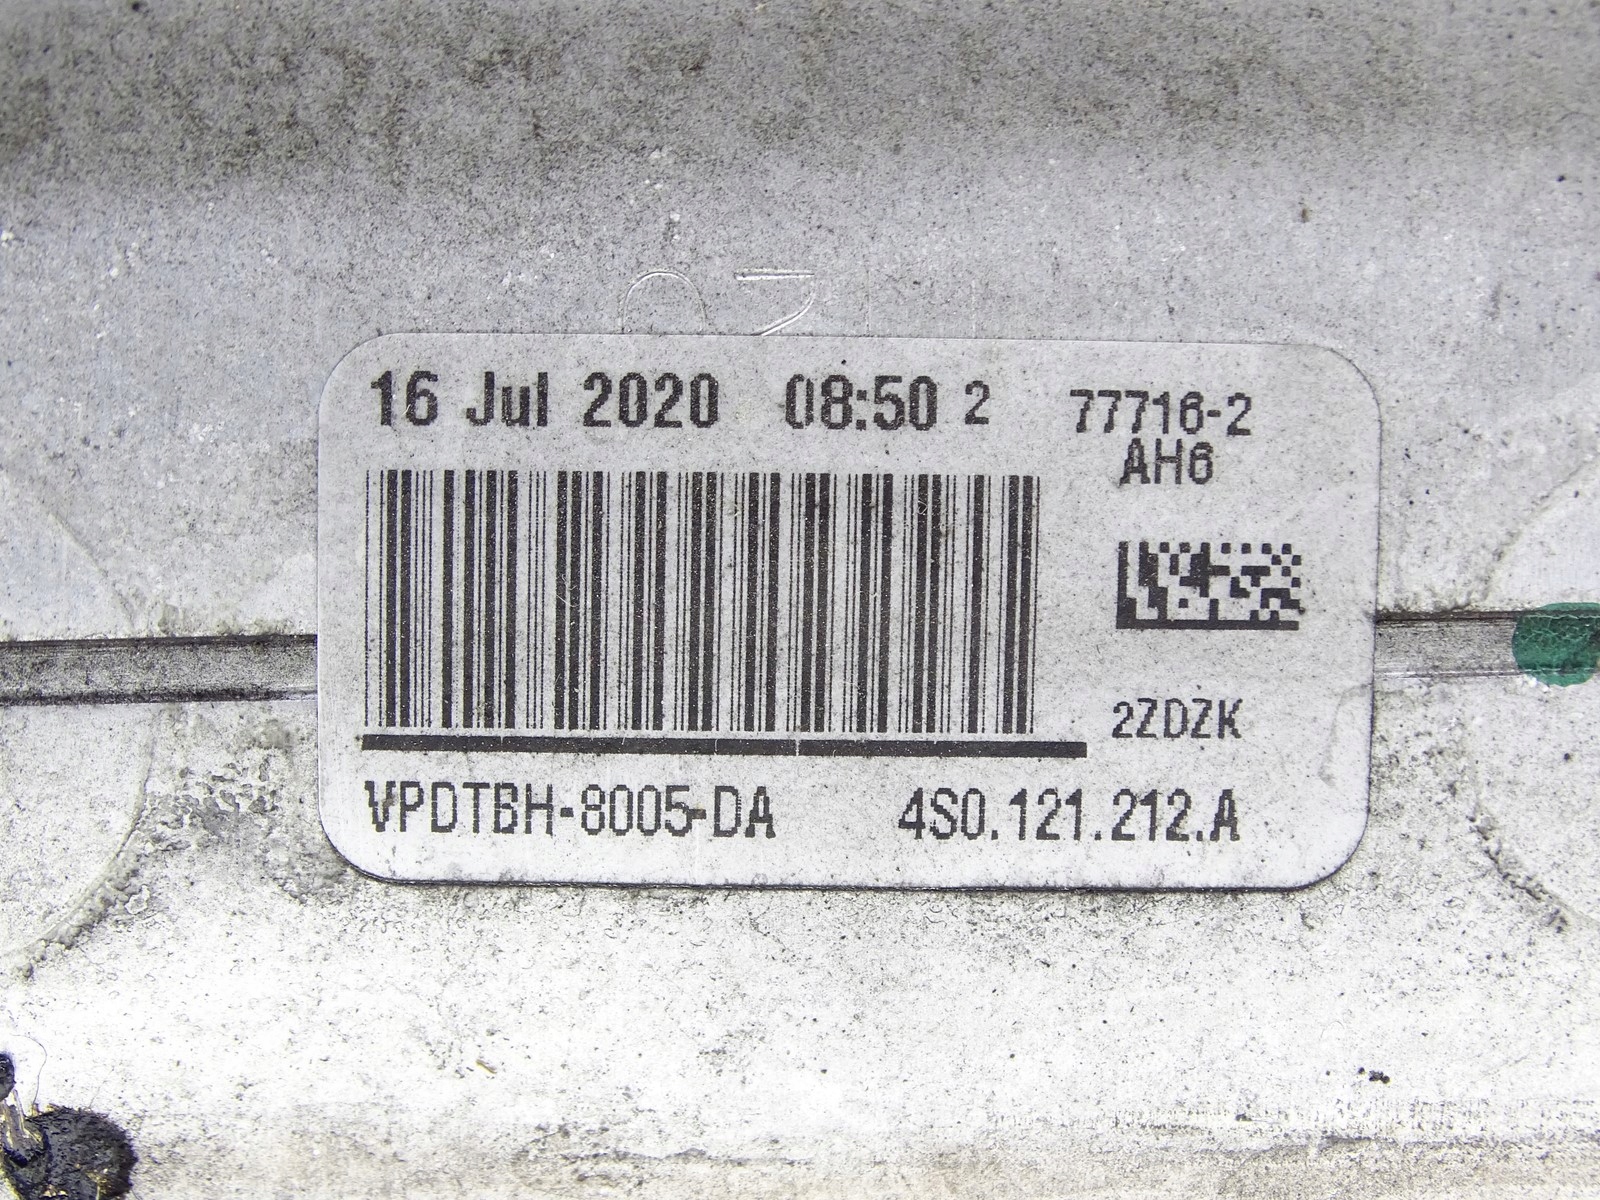 16 Jul 2020 08:50 2
77716-2
AH6
2ZDZK
VPDTBH-8005-DA 4S0.121.212.A